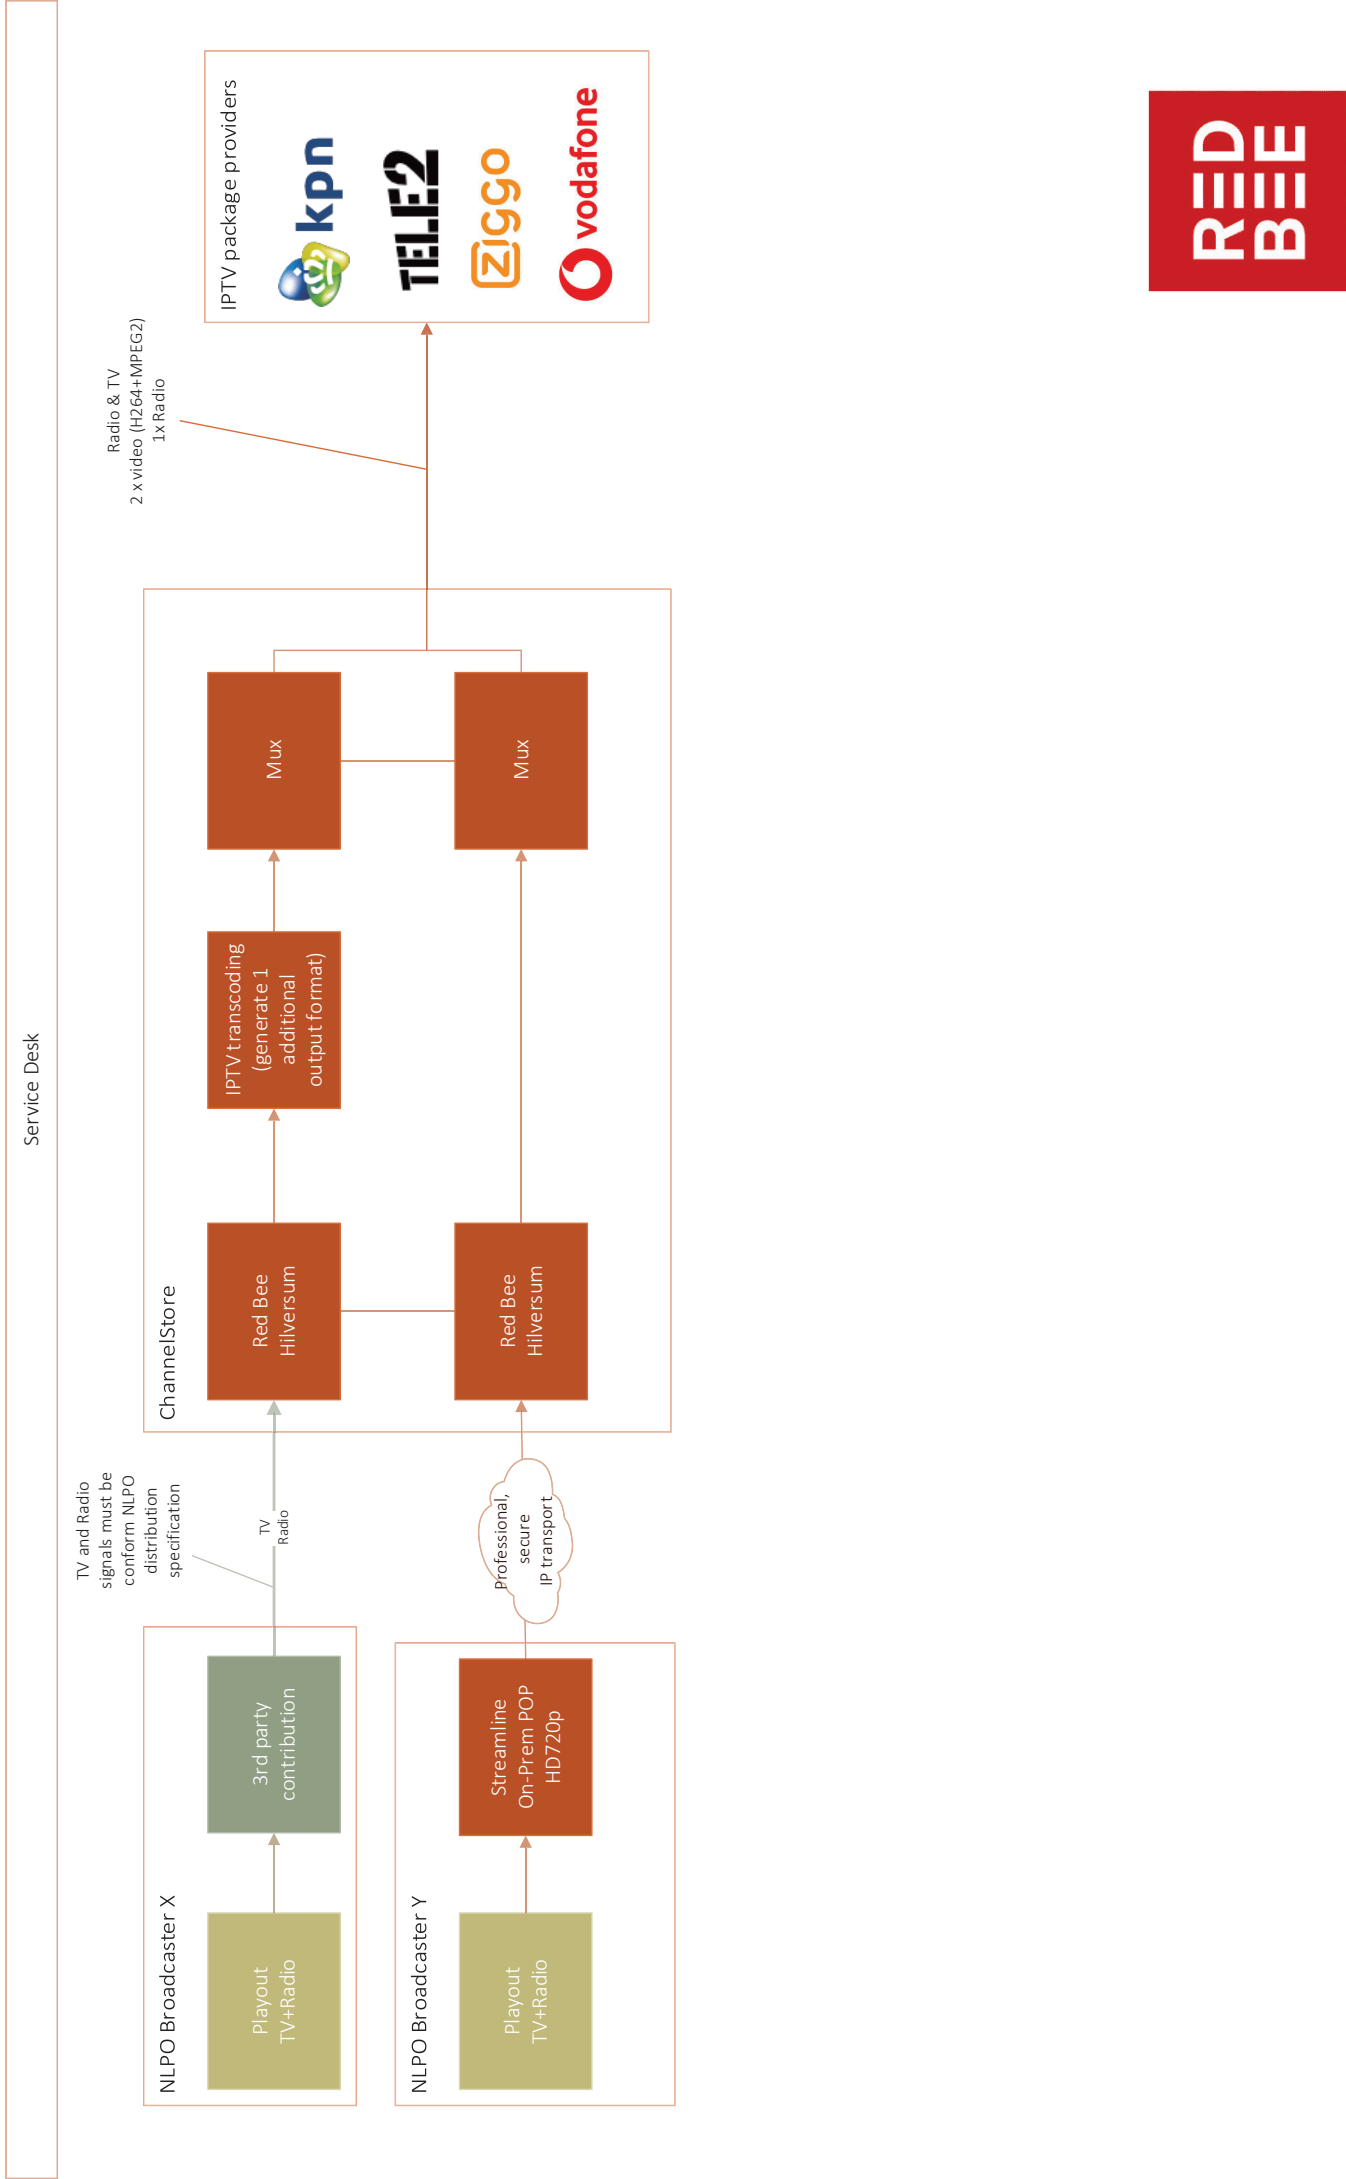 Service Desk
NLPO Broadcaster X
Playout
TV+Radio
3rd party
contribution
TV and Radio
signals must be
conform NLPO
distribution
specification
TV
Radio
NLPO Broadcaster Y
Playout
TV+Radio
Streamline
On-Prem POP
HD720p
Professional,
secure
IP transport
ChannelStore
Red Bee
Hilversum
IPTV transcoding
(generate 1
additional
output format)
Mux
Red Bee
Hilversum
Mux
Radio & TV
2 x video (H264+MPEG2)
1x Radio
IPTV package providers
kpn
TELE2
ziggo
vodafone
RED
BEE